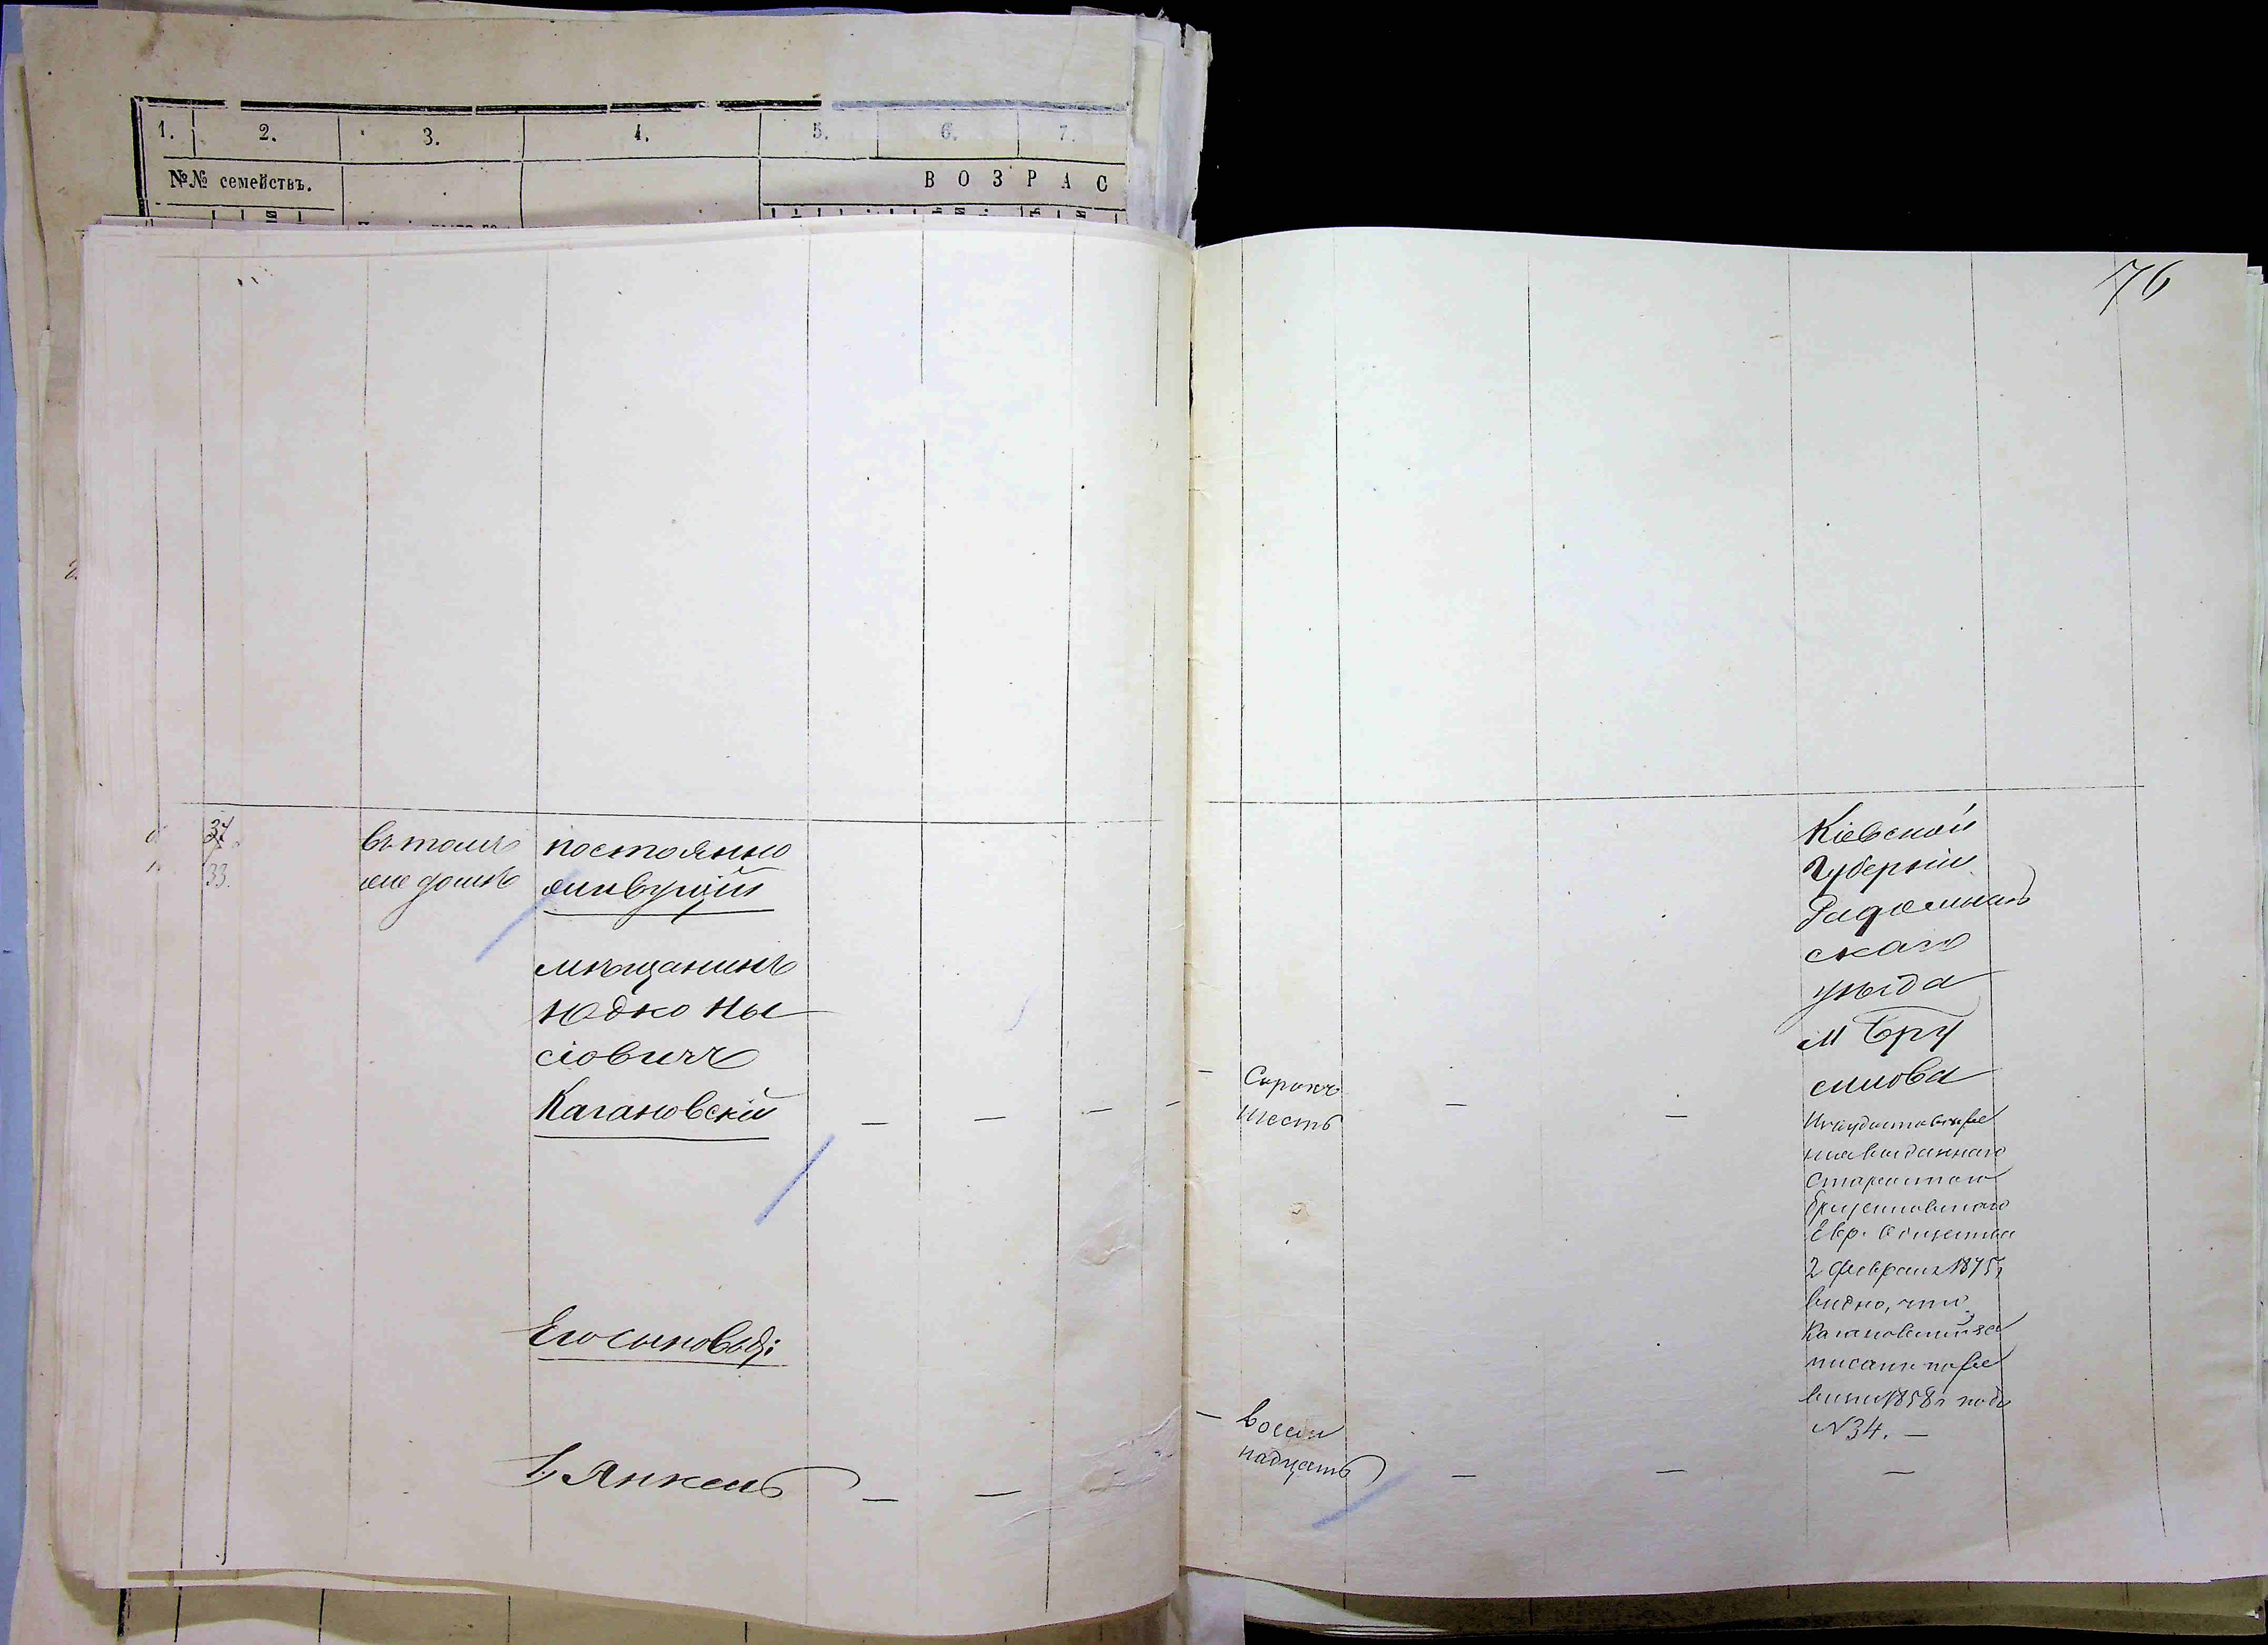 1. 2. 3. 4. 5. 6. 7.
№№ семействъ.
В О З Р А С
76
37
33.
въ томъ
же домѣ
постоянно
живущій
мѣщанинъ
Юдко Ны
сіовичъ
Кагановскій
Сорокъ
шесть
Его сыновья:
1, Янкель
восем
надцать
Кіевской
Губерніи
Радомысль
скаго
уѣзда
м Бру
силова
Изъ удостовѣре
нія выданнаго
Старостою
Брусиловскаго
Евр. Общества
2 февраля 1875 г
видно, что
Кагановскій за
писанъ по ре
визіи 1858 г подъ
№ 34. —